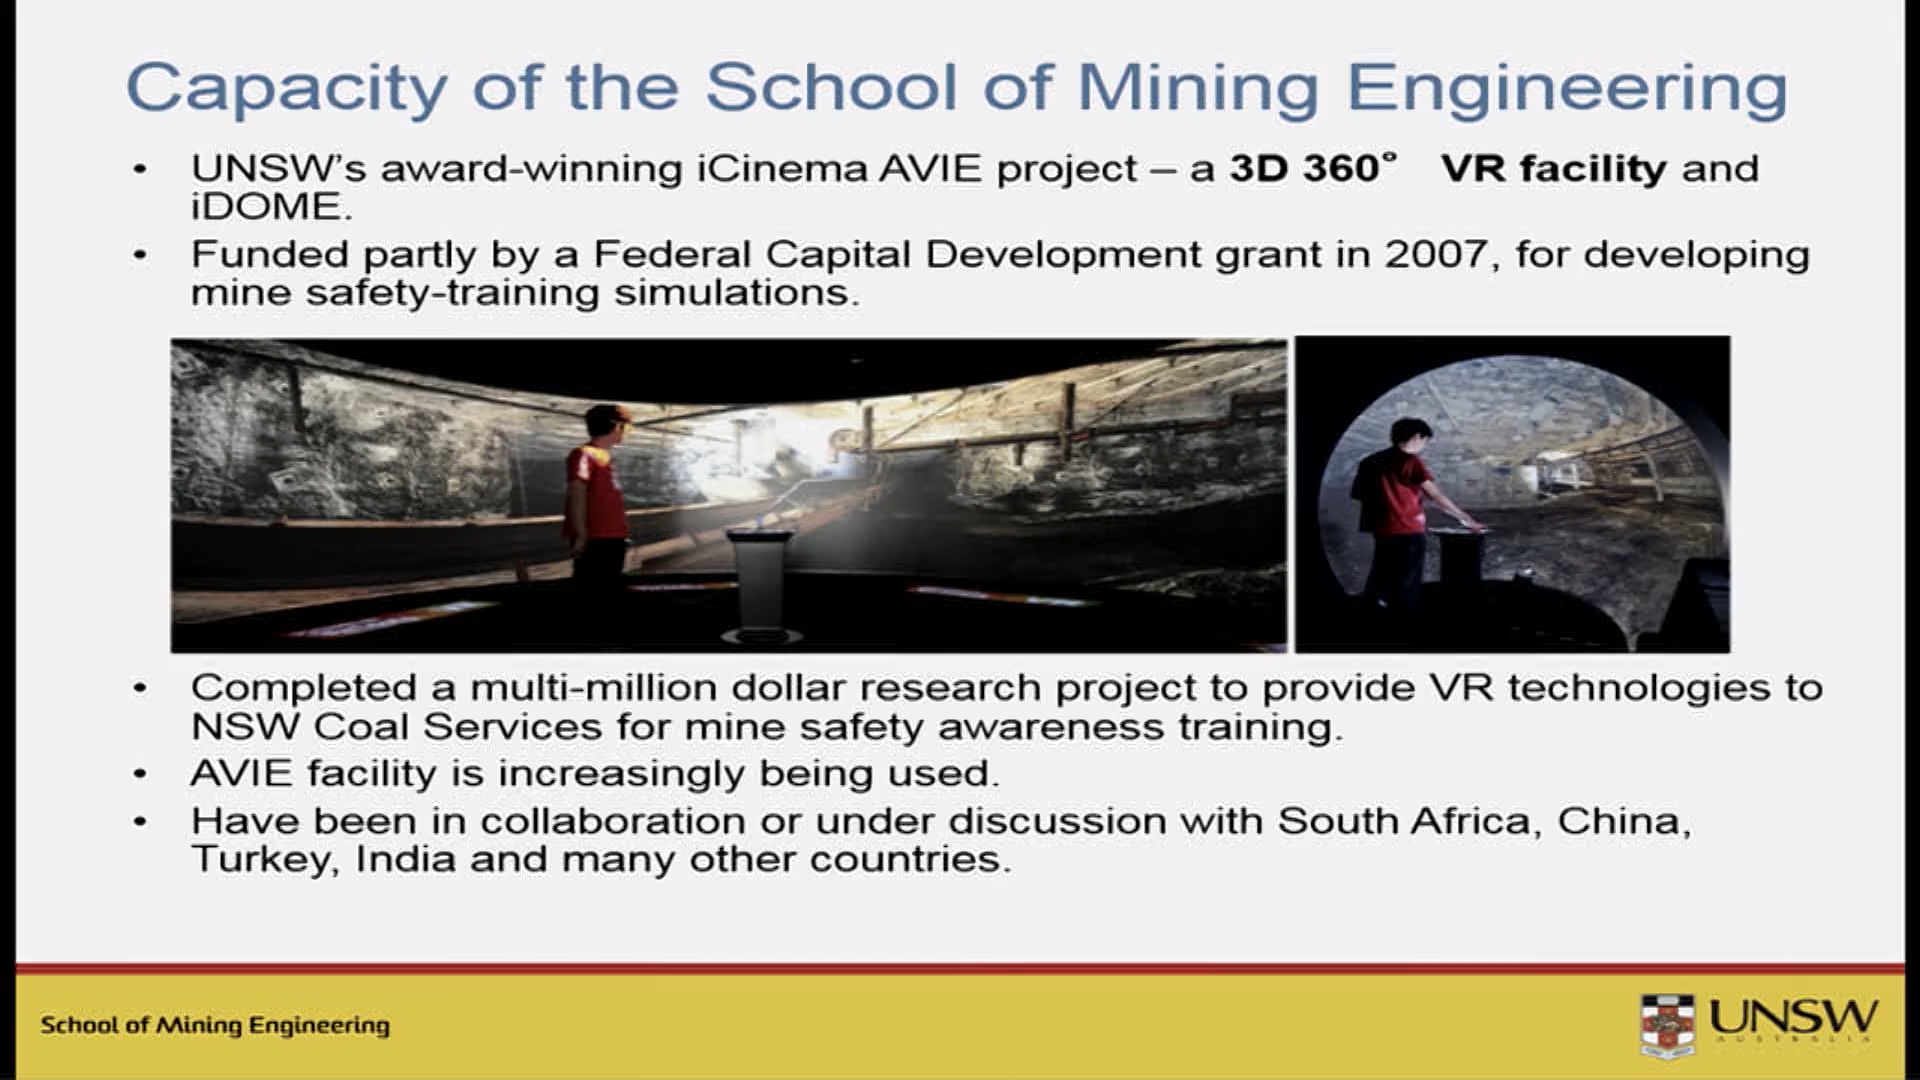 Capacity of the School of Mining Engineering
• UNSW's award-winning iCinema AVIE project – a 3D 360° VR facility and
iDOME.
• Funded partly by a Federal Capital Development grant in 2007, for developing
mine safety-training simulations.
• Completed a multi-million dollar research project to provide VR technologies to
NSW Coal Services for mine safety awareness training.
• AVIE facility is increasingly being used.
• Have been in collaboration or under discussion with South Africa, China,
Turkey, India and many other countries.
School of Mining Engineering
UNSW
AUSTRALIA